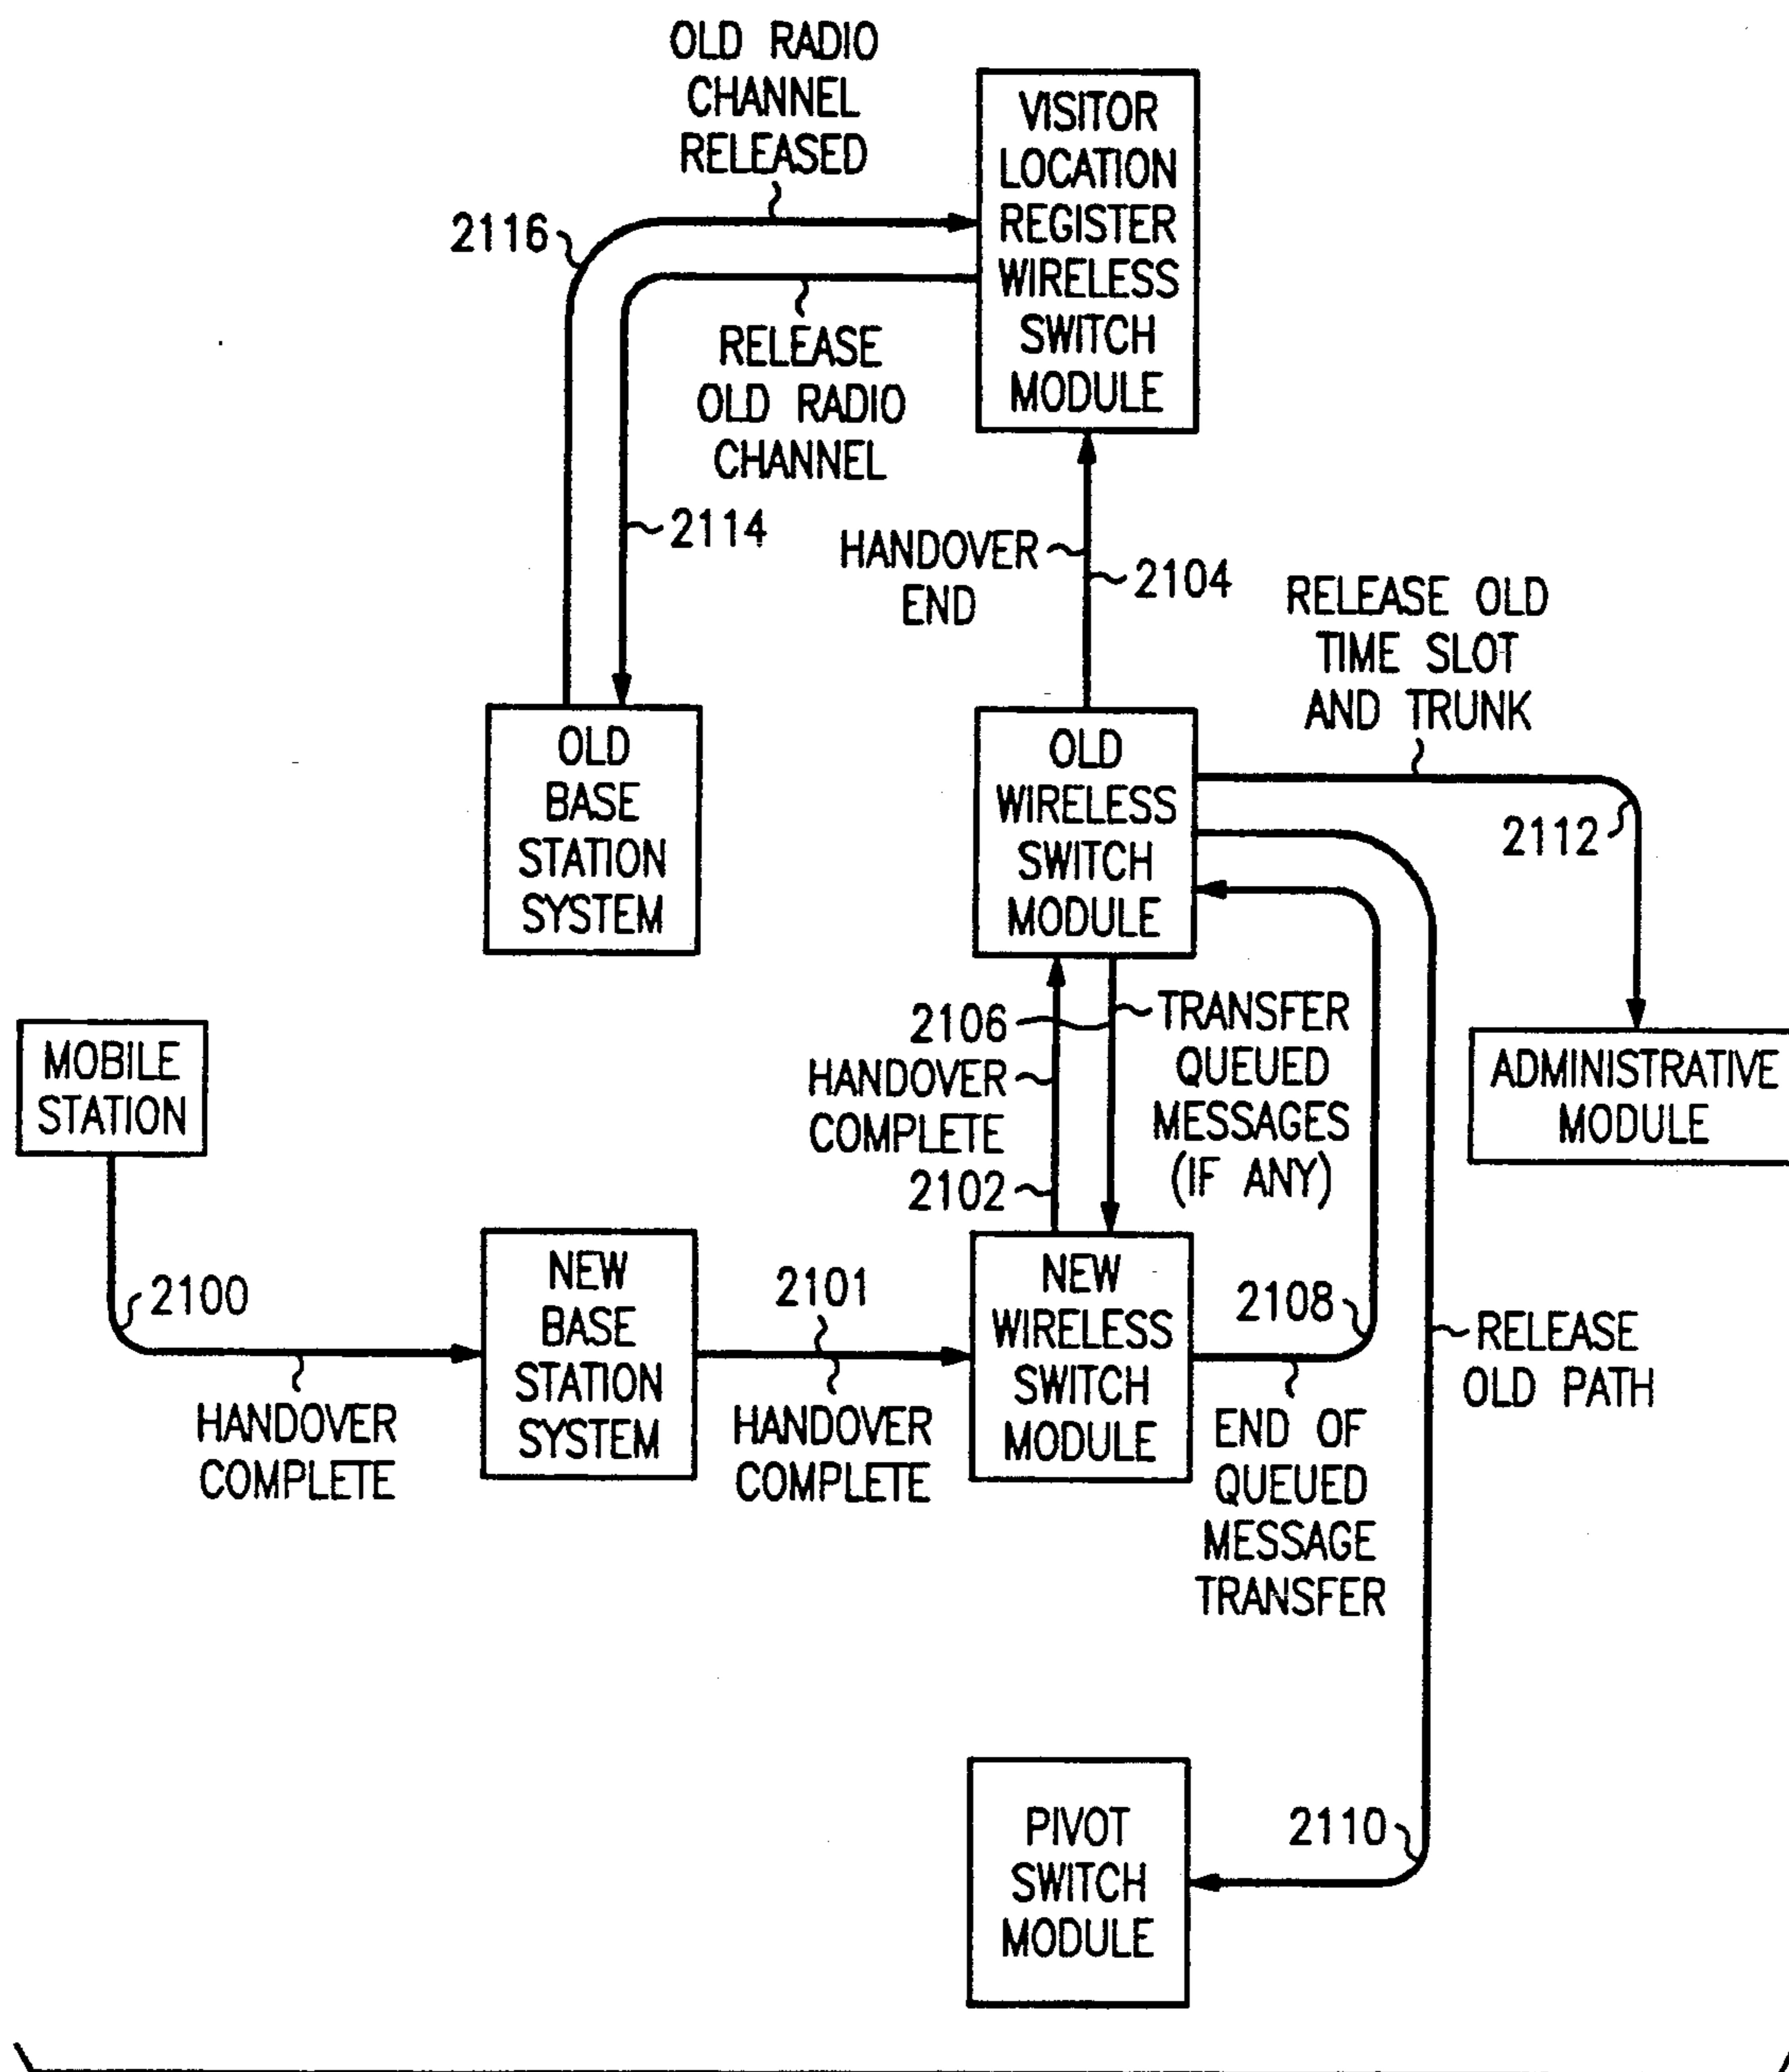 OLD RADIO
CHANNEL
RELEASED
2116
VISITOR
LOCATION
REGISTER
WIRELESS
SWITCH
MODULE
RELEASE
OLD RADIO
CHANNEL
2114
HANDOVER
END
2104
RELEASE OLD
TIME SLOT
AND TRUNK
2112
OLD
BASE
STATION
SYSTEM
OLD
WIRELESS
SWITCH
MODULE
MOBILE
STATION
2106
HANDOVER
COMPLETE
2102
TRANSFER
QUEUED
MESSAGES
(IF ANY)
ADMINISTRATIVE
MODULE
2100
HANDOVER
COMPLETE
NEW
BASE
STATION
SYSTEM
2101
HANDOVER
COMPLETE
NEW
WIRELESS
SWITCH
MODULE
2108
END OF
QUEUED
MESSAGE
TRANSFER
RELEASE
OLD PATH
PIVOT
SWITCH
MODULE
2110